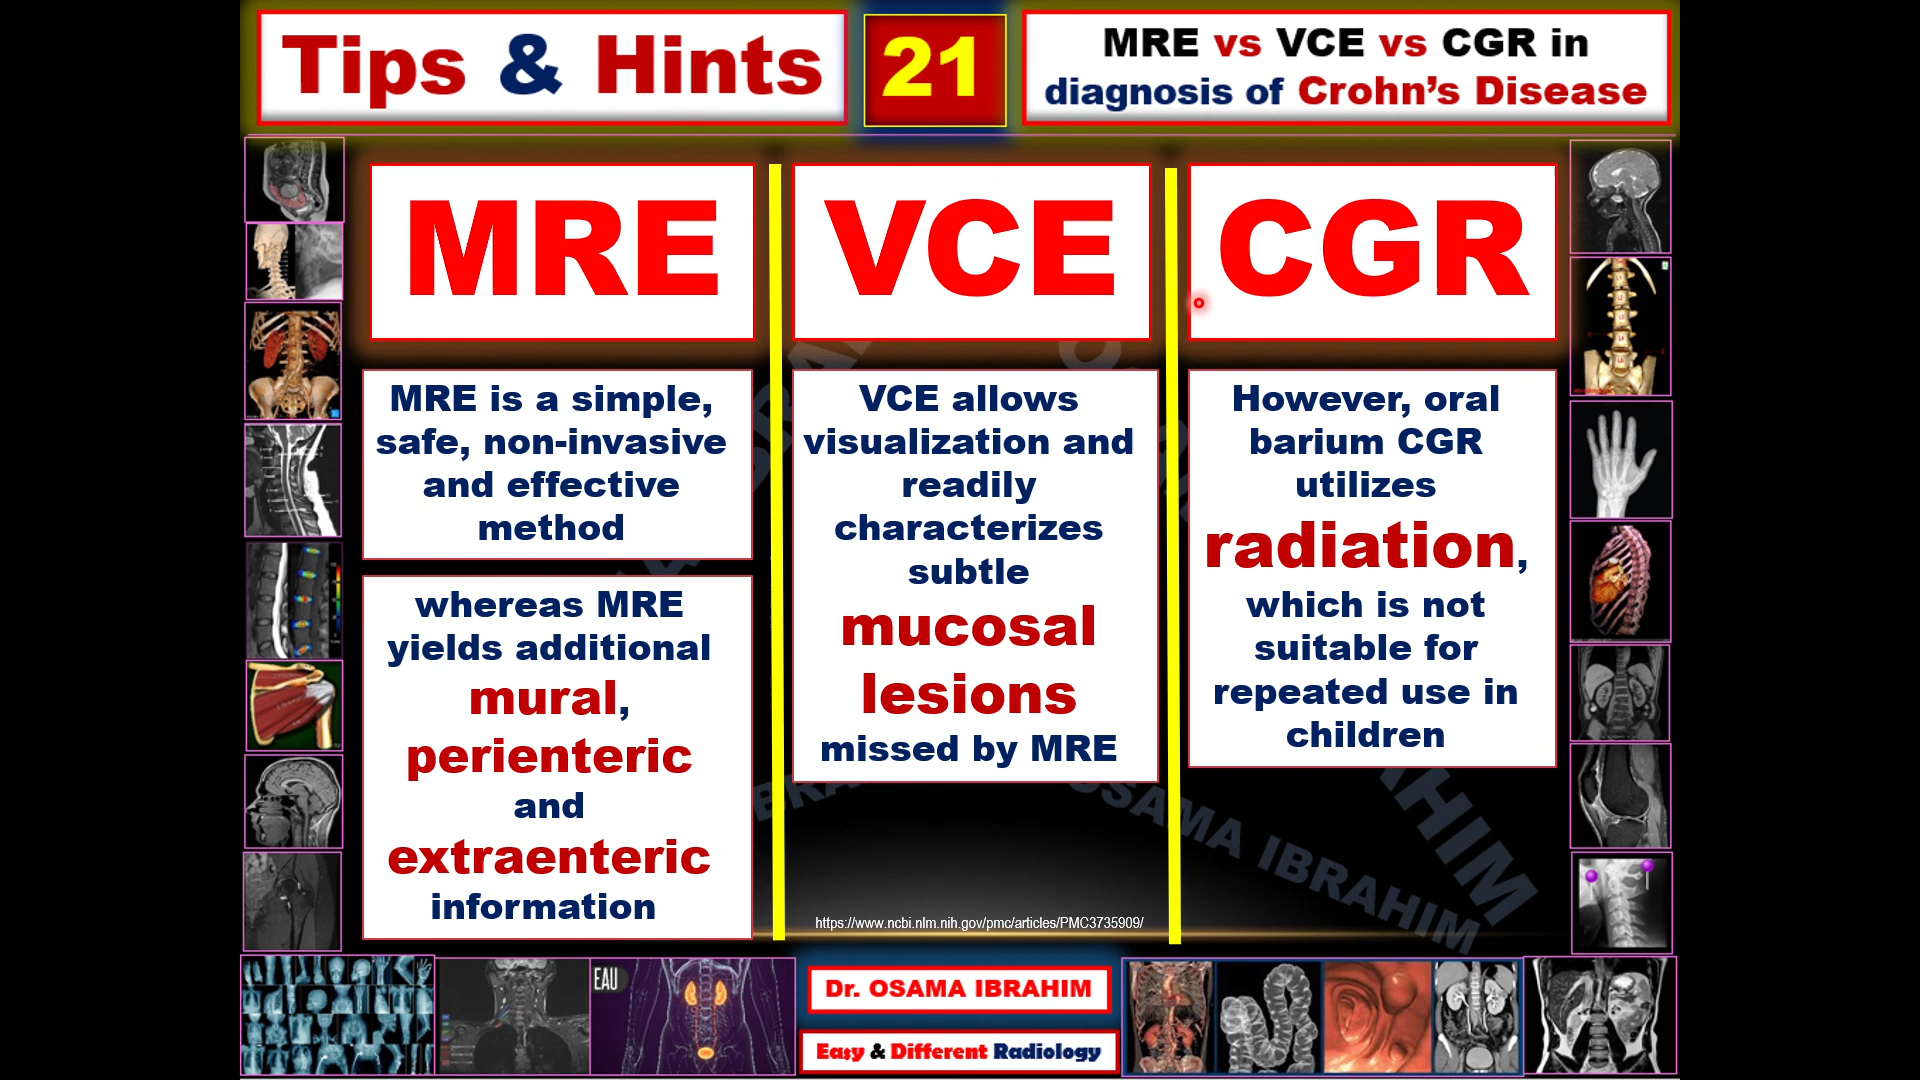 Tips & Hints
21
MRE vs VCE vs CGR in
diagnosis of Crohn's Disease
MRE
VCE
CGR
MRE is a simple,
safe, non-invasive
and effective
method
whereas MRE
yields additional
mural,
perienteric
and
extraenteric
information
VCE allows
visualization and
readily
characterizes
subtle
mucosal
lesions
missed by MRE
However, oral
barium CGR
utilizes
radiation,
which is not
suitable for
repeated use in
children
https://www.ncbi.nlm.nih.gov/pmc/articles/PMC3735909/
OSAMA IBRAHIM
EAU
Dr. OSAMA IBRAHIM
Easy & Different Radiology